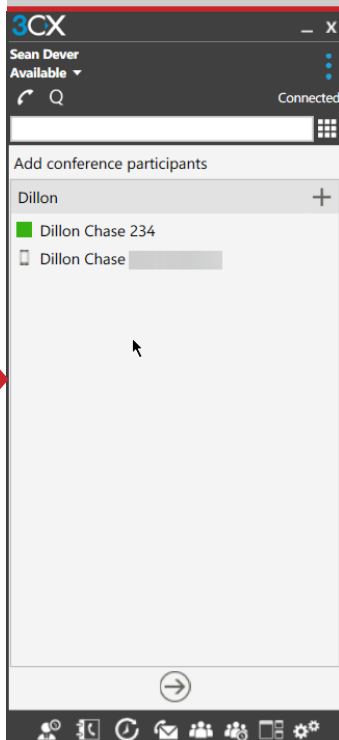 3CX
Sean Dever
Available
Q
Connected
Add conference participants
Dillon
Dillon Chase 234
Dillon Chase